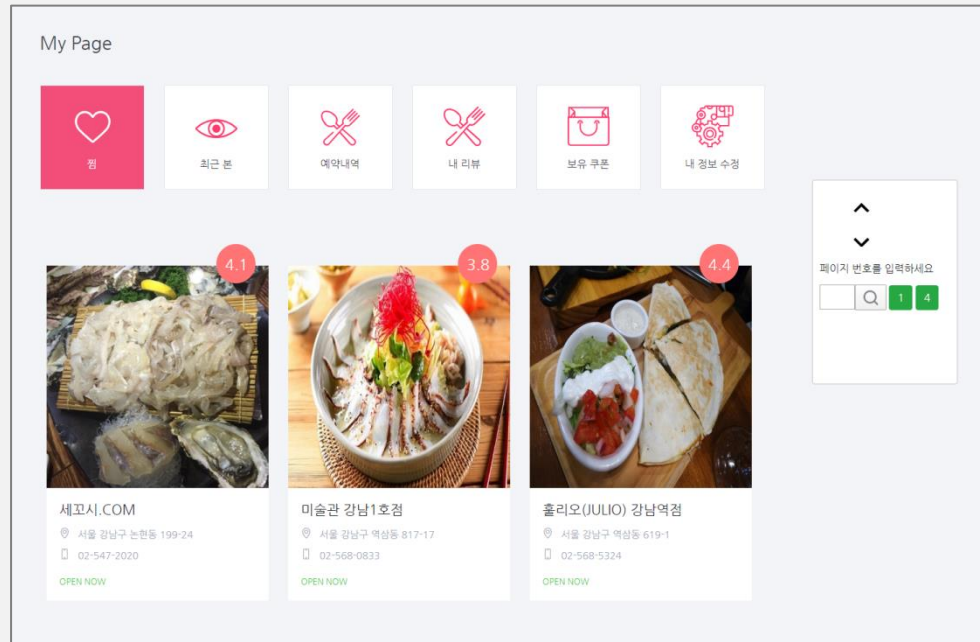 My Page
찜
최근 본
예약내역
내 리뷰
보유 쿠폰
내 정보 수정
페이지 번호를 입력하세요
1 4
4.1
3.8
4.4
세꼬시.COM
서울 강남구 논현동 199-24
02-547-2020
OPEN NOW
미술관 강남1호점
서울 강남구 역삼동 817-17
02-568-0833
OPEN NOW
훌리오(JULIO) 강남역점
서울 강남구 역삼동 619-1
02-568-5324
OPEN NOW